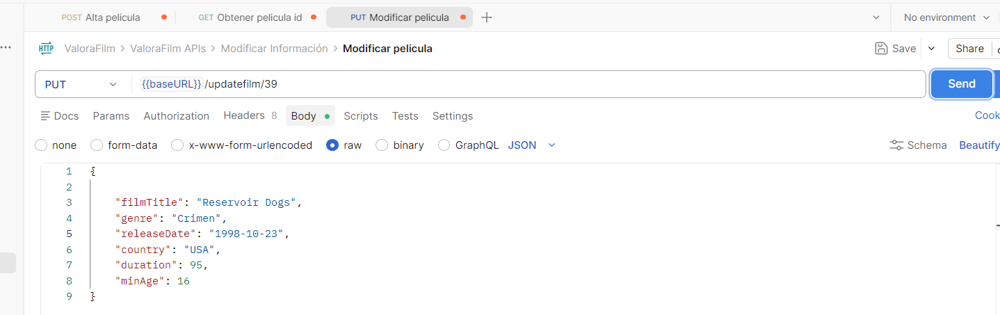 POST Alta pelicula GET Obtener pelicula id PUT Modificar pelicula No environment
HTTP ValoraFilm > ValoraFilm APIs > Modificar Información > Modificar pelicula Save Share
PUT {{baseURL}} /updatefilm/39 Send
Docs Params Authorization Headers 8 Body Scripts Tests Settings Cook
none form-data x-www-form-urlencoded raw binary GraphQL JSON Schema Beautify
1 {
2
3 "filmTitle": "Reservoir Dogs",
4 "genre": "Crimen",
5 "releaseDate": "1998-10-23",
6 "country": "USA",
7 "duration": 95,
8 "minAge": 16
9 }